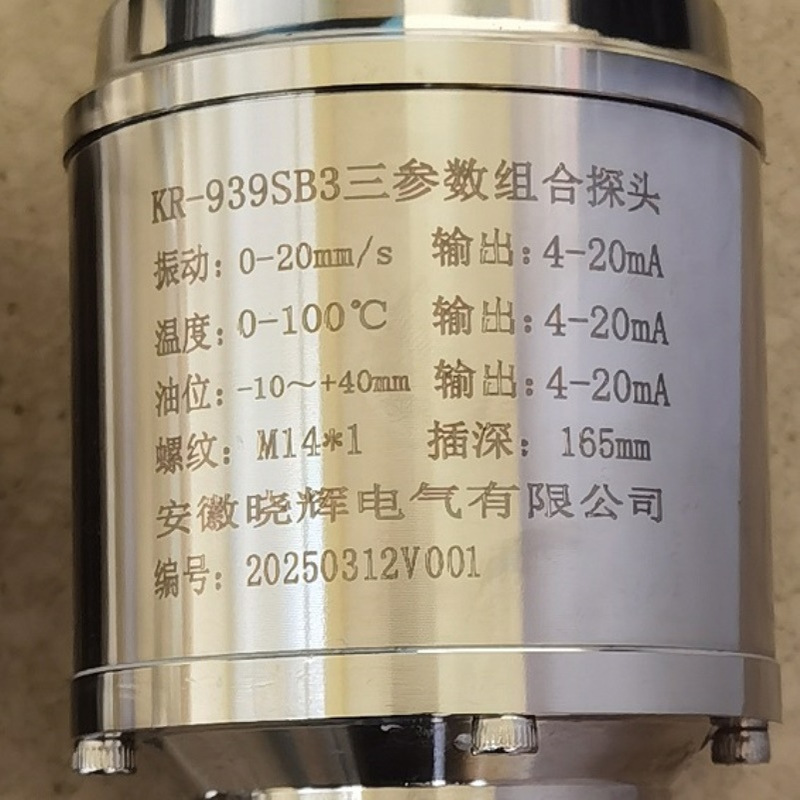 KR-939SB3三参数组合探头
振动:0-20mm/s 输出:4-20mA
温度:0-100℃ 输出:4-20mA
油位:-10~+40mm 输出:4-20mA
螺纹:M14*1 插深:165mm
安徽晓辉电气有限公司
编号:20250312V001